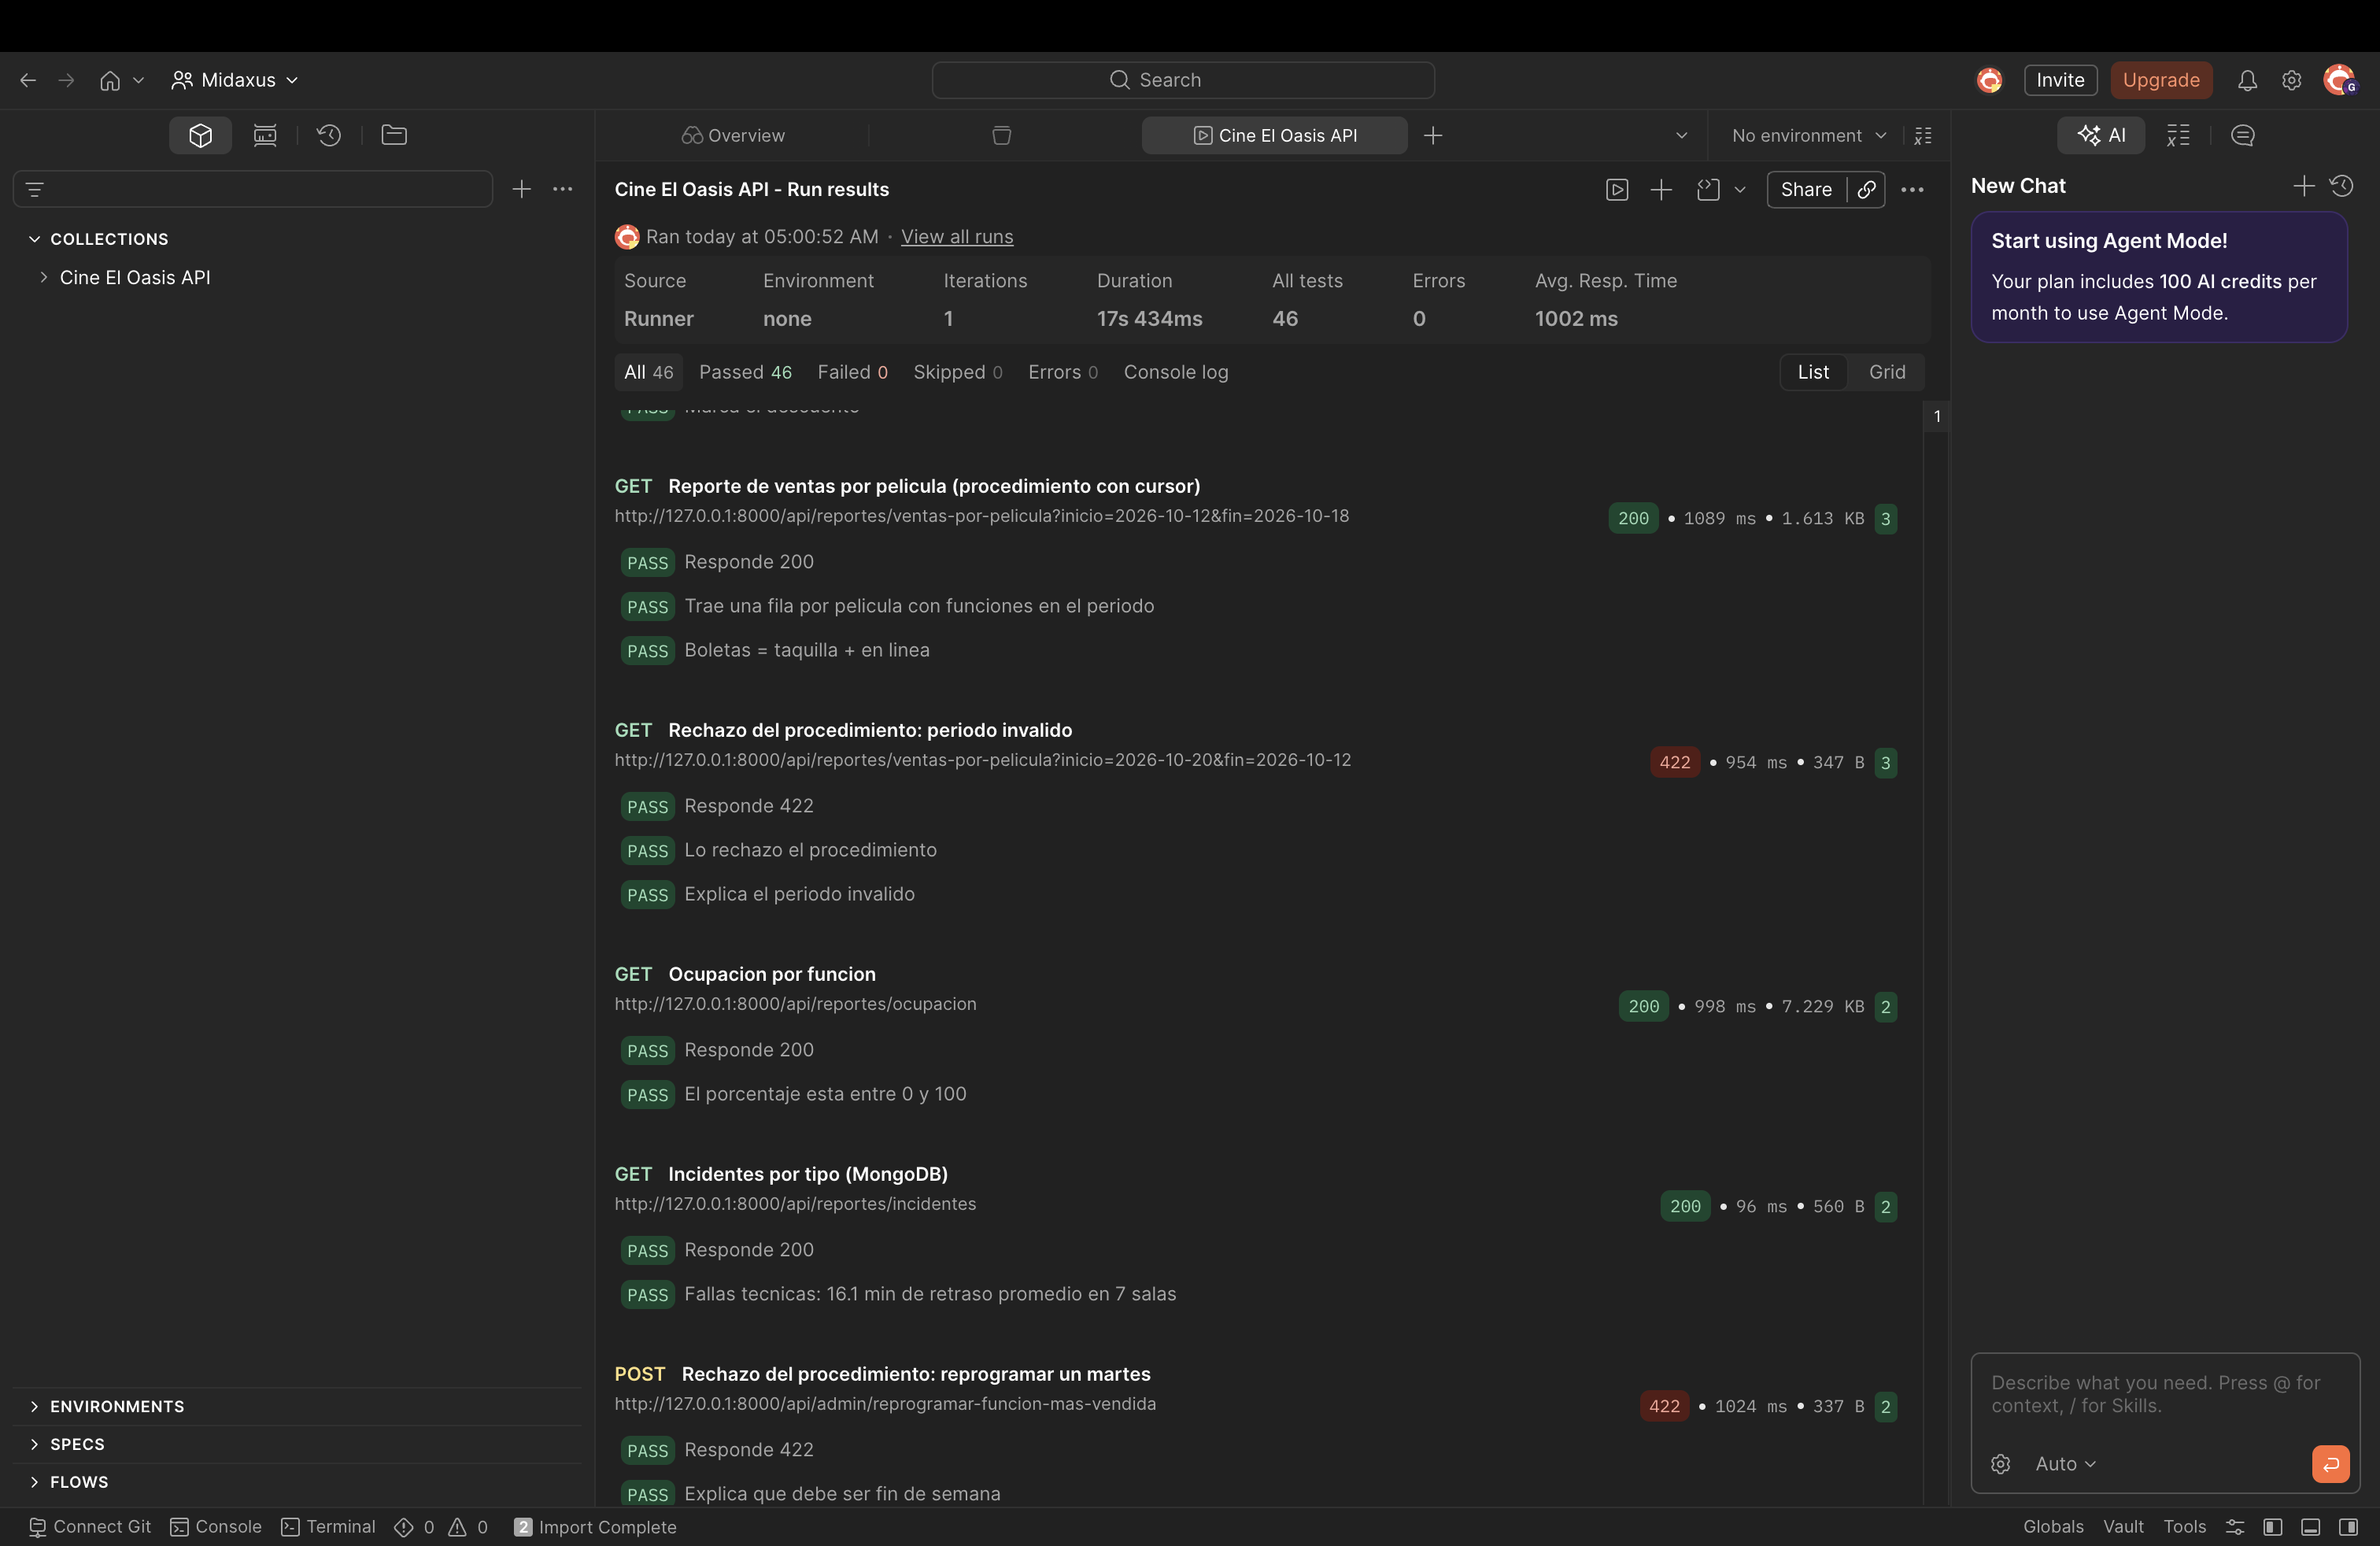 Midaxus
Search
Invite
Upgrade
Overview
Cine El Oasis API
No environment
AI
COLLECTIONS
Cine El Oasis API
Cine El Oasis API - Run results
Share
Ran today at 05:00:52 AM · View all runs
Source Environment Iterations Duration All tests Errors Avg. Resp. Time
Runner none 1 17s 434ms 46 0 1002 ms
All 46 Passed 46 Failed 0 Skipped 0 Errors 0 Console log
List Grid
1
GET Reporte de ventas por pelicula (procedimiento con cursor)
http://127.0.0.1:8000/api/reportes/ventas-por-pelicula?inicio=2026-10-12&fin=2026-10-18
200 • 1089 ms • 1.613 KB 3
PASS Responde 200
PASS Trae una fila por pelicula con funciones en el periodo
PASS Boletas = taquilla + en linea
GET Rechazo del procedimiento: periodo invalido
http://127.0.0.1:8000/api/reportes/ventas-por-pelicula?inicio=2026-10-20&fin=2026-10-12
422 • 954 ms • 347 B 3
PASS Responde 422
PASS Lo rechazo el procedimiento
PASS Explica el periodo invalido
GET Ocupacion por funcion
http://127.0.0.1:8000/api/reportes/ocupacion
200 • 998 ms • 7.229 KB 2
PASS Responde 200
PASS El porcentaje esta entre 0 y 100
GET Incidentes por tipo (MongoDB)
http://127.0.0.1:8000/api/reportes/incidentes
200 • 96 ms • 560 B 2
PASS Responde 200
PASS Fallas tecnicas: 16.1 min de retraso promedio en 7 salas
POST Rechazo del procedimiento: reprogramar un martes
http://127.0.0.1:8000/api/admin/reprogramar-funcion-mas-vendida
422 • 1024 ms • 337 B 2
PASS Responde 422
PASS Explica que debe ser fin de semana
New Chat
Start using Agent Mode!
Your plan includes 100 AI credits per
month to use Agent Mode.
Describe what you need. Press @ for
context, / for Skills.
Auto
ENVIRONMENTS
SPECS
FLOWS
Connect Git
Console
Terminal
0
0
2 Import Complete
Globals
Vault
Tools